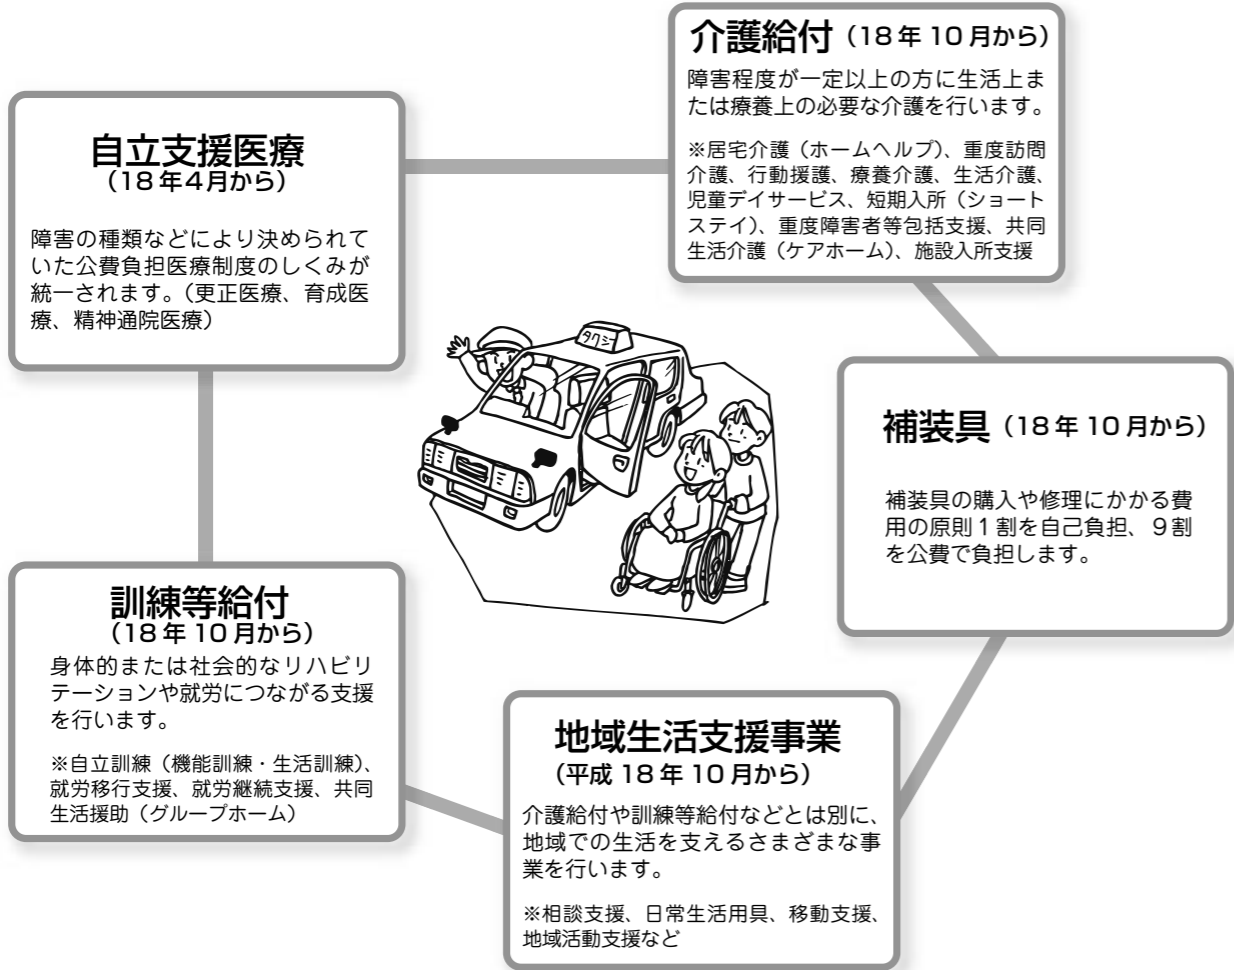 介護給付（18年10月から）
障害程度が一定以上の方に生活上ま
たは療養上の必要な介護を行います。
※居宅介護（ホームヘルプ）、重度訪問
介護、行動援護、療養介護、生活介護、
児童デイサービス、短期入所（ショート
ステイ）、重度障害者等包括支援、共同
生活介護（ケアホーム）、施設入所支援
自立支援医療
（18年4月から）
障害の種類などにより決められて
いた公費負担医療制度のしくみが
統一されます。（更正医療、育成医
療、精神通院医療）
タクシー
補装具（18年10月から）
補装具の購入や修理にかかる費
用の原則1割を自己負担、9割
を公費で負担します。
訓練等給付
（18年10月から）
身体的または社会的なリハビリ
テーションや就労につながる支援
を行います。
※自立訓練（機能訓練・生活訓練）、
就労移行支援、就労継続支援、共同
生活援助（グループホーム）
地域生活支援事業
（平成18年10月から）
介護給付や訓練等給付などとは別に、
地域での生活を支えるさまざまな事
業を行います。
※相談支援、日常生活用具、移動支援、
地域活動支援など